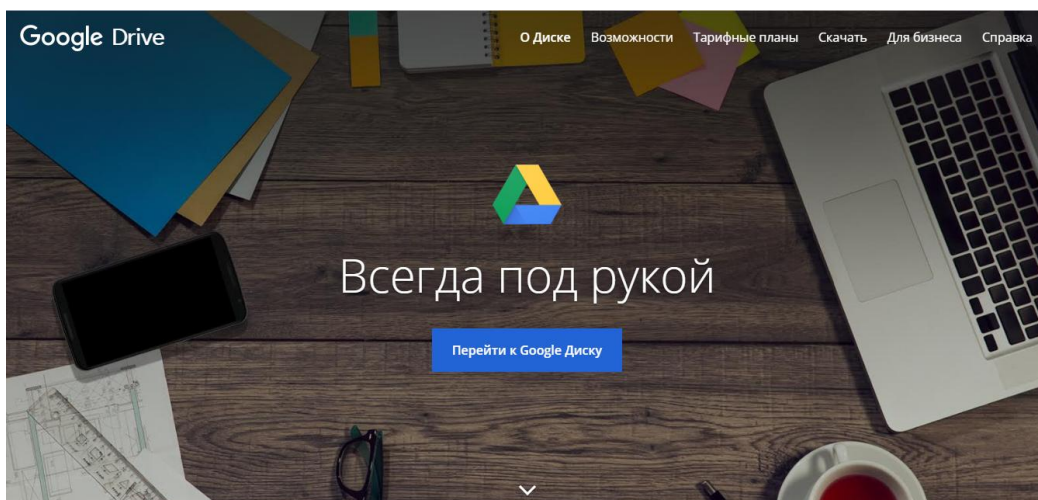 Google Drive
О Диске Возможности Тарифные планы Скачать Для бизнеса Справка
Всегда под рукой
Перейти к Google Диску